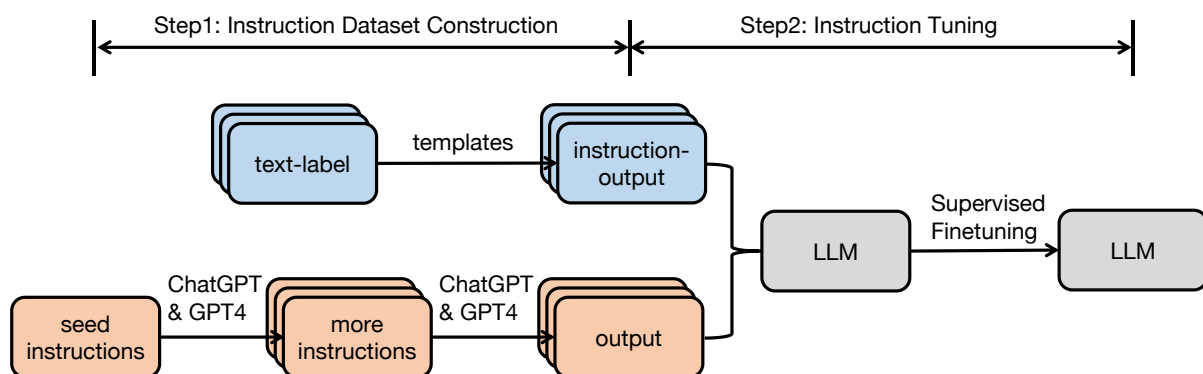 Step1: Instruction Dataset Construction
Step2: Instruction Tuning
text-label
templates
instruction-
output
LLM
Supervised
Finetuning
LLM
seed
instructions
ChatGPT
& GPT4
more
instructions
ChatGPT
& GPT4
output